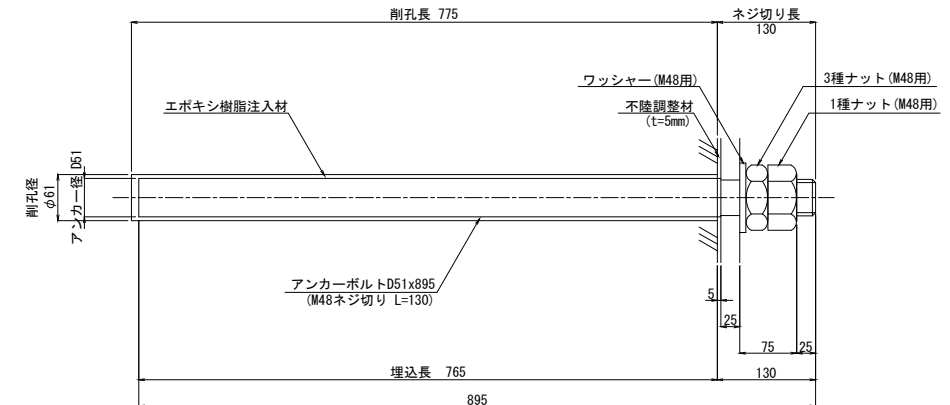 削孔長 775
ネジ切り長
130
ワッシャー(M48用)
3種ナット(M48用)
エポキシ樹脂注入材
不陸調整材
(t=5mm)
1種ナット(M48用)
削孔径
φ61
アンカー径 D51
アンカーボルトD51x895
(M48ネジ切り L=130)
5
25
75
25
埋込長 765
130
895